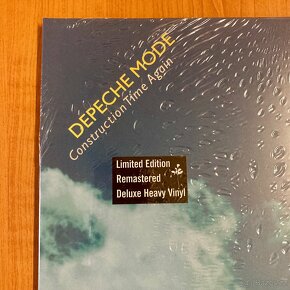 DEPECHE MODE
Construction Time Again
Limited Edition
Remastered
Deluxe Heavy Vinyl